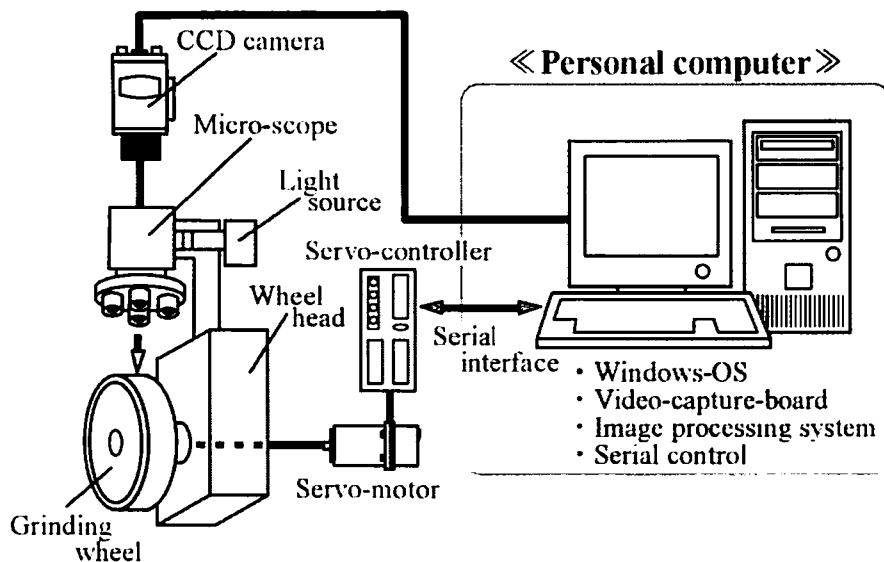 CCD camera
≪Personal computer≫
Micro-scope
Light
source
Servo-controller
Wheel
head
Serial
interface
・Windows-OS
・Video-capture-board
・Image processing system
・Serial control
Servo-motor
Grinding
wheel